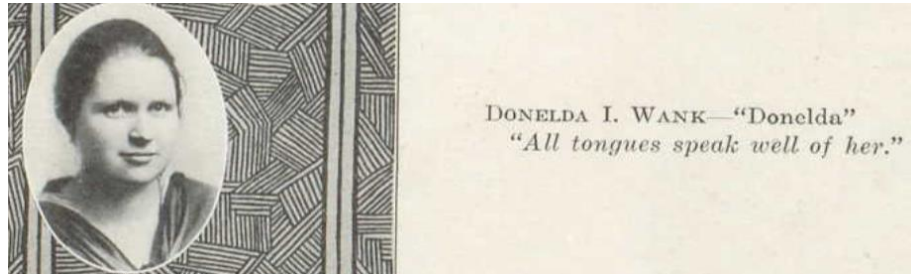 DONELDA I. WANK—“Donelda”
“All tongues speak well of her.”